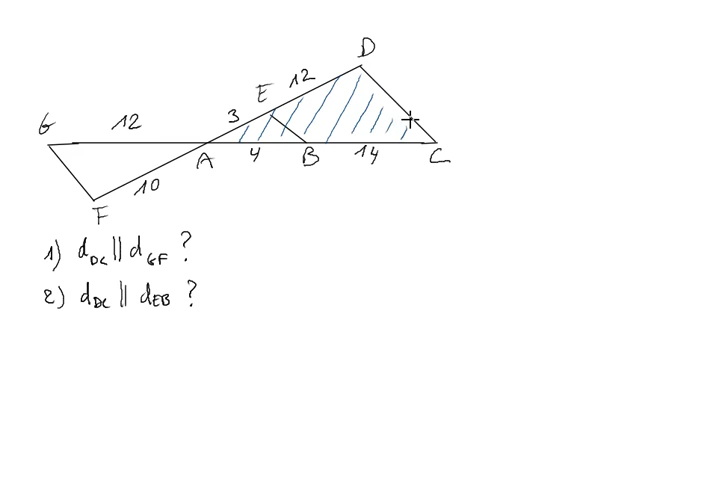 D
12
E
3
G 12
A 4 B 14 C
10
F
1) d_DC || d_GF ?
2) d_DC || d_EB ?